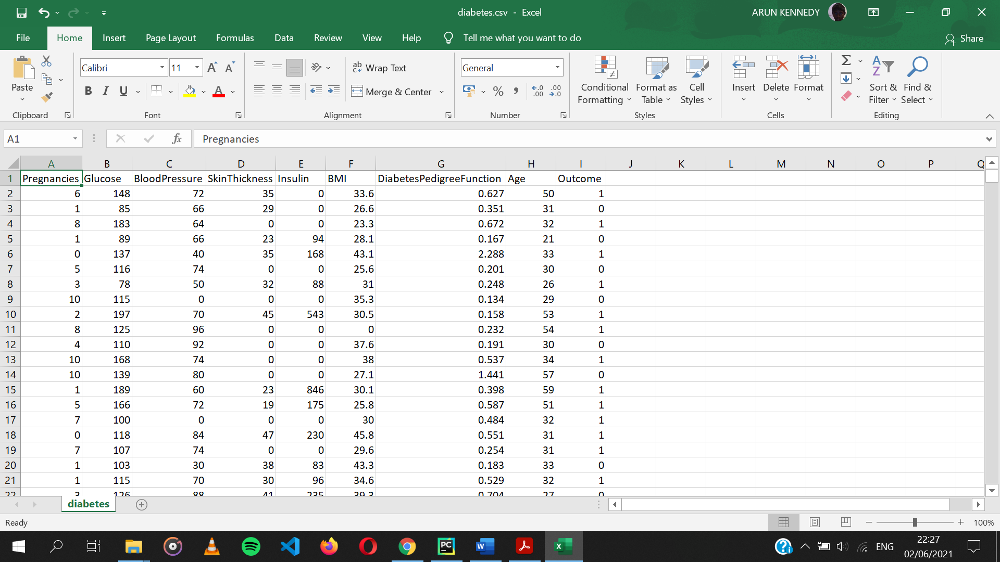 diabetes.csv - Excel
ARUN KENNEDY
File Home Insert Page Layout Formulas Data Review View Help Tell me what you want to do Share
Paste
Clipboard
Calibri 11
B I U A
Font
Wrap Text
Merge & Center
Alignment
General
%
Number
Conditional Formatting
Format as Table
Cell Styles
Styles
Insert
Delete
Format
Cells
Sort & Filter
Find & Select
Editing
A1 fx Pregnancies
A B C D E F G H I J K L M N O P Q
1 Pregnancies Glucose BloodPressure SkinThickness Insulin BMI DiabetesPedigreeFunction Age Outcome
2 6 148 72 35 0 33.6 0.627 50 1
3 1 85 66 29 0 26.6 0.351 31 0
4 8 183 64 0 0 23.3 0.672 32 1
5 1 89 66 23 94 28.1 0.167 21 0
6 0 137 40 35 168 43.1 2.288 33 1
7 5 116 74 0 0 25.6 0.201 30 0
8 3 78 50 32 88 31 0.248 26 1
9 10 115 0 0 0 35.3 0.134 29 0
10 2 197 70 45 543 30.5 0.158 53 1
11 8 125 96 0 0 0 0.232 54 1
12 4 110 92 0 0 37.6 0.191 30 0
13 10 168 74 0 0 38 0.537 34 1
14 10 139 80 0 0 27.1 1.441 57 0
15 1 189 60 23 846 30.1 0.398 59 1
16 5 166 72 19 175 25.8 0.587 51 1
17 7 100 0 0 0 30 0.484 32 1
18 0 118 84 47 230 45.8 0.551 31 1
19 7 107 74 0 0 29.6 0.254 31 1
20 1 103 30 38 83 43.3 0.183 33 0
21 1 115 70 30 96 34.6 0.529 32 1
22 3 126 88 41 235 39.3 0.704 27 0
diabetes
Ready
100%
ENG
22:27
02/06/2021